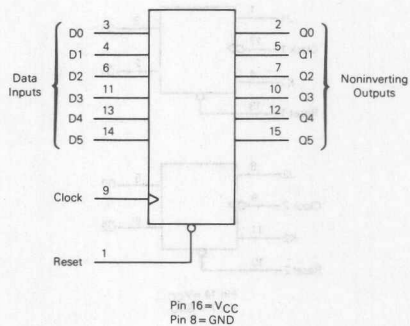 3 D0 2 Q0
4 D1 5 Q1
6 D2 7 Q2
Data Inputs
11 D3 10 Q3
Noninverting Outputs
13 D4 12 Q4
14 D5 15 Q5
Clock 9
Reset 1
Pin 16=VCC
Pin 8=GND